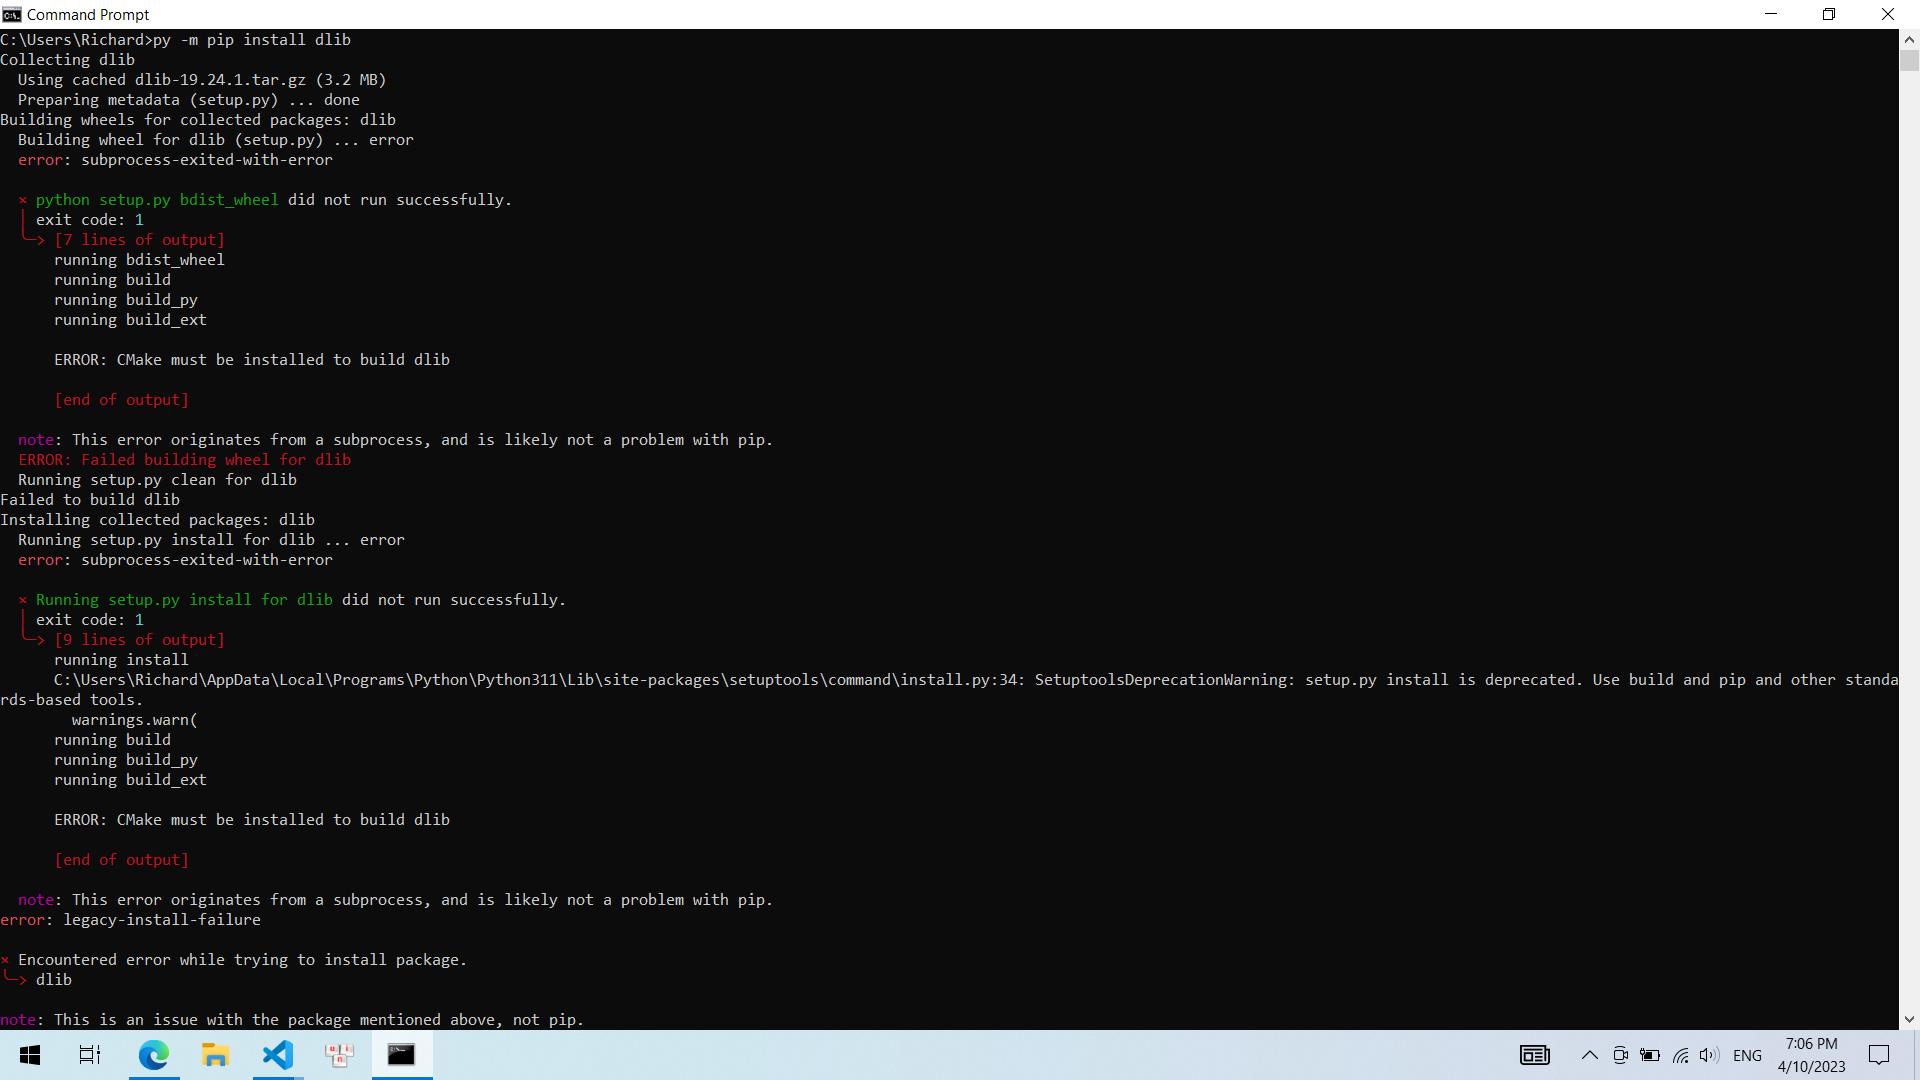 Command Prompt
C:\Users\Richard>py -m pip install dlib
Collecting dlib
Using cached dlib-19.24.1.tar.gz (3.2 MB)
Preparing metadata (setup.py) ... done
Building wheels for collected packages: dlib
Building wheel for dlib (setup.py) ... error
error: subprocess-exited-with-error
× python setup.py bdist_wheel did not run successfully.
│ exit code: 1
╰─> [7 lines of output]
running bdist_wheel
running build
running build_py
running build_ext
ERROR: CMake must be installed to build dlib
[end of output]
note: This error originates from a subprocess, and is likely not a problem with pip.
ERROR: Failed building wheel for dlib
Running setup.py clean for dlib
Failed to build dlib
Installing collected packages: dlib
Running setup.py install for dlib ... error
error: subprocess-exited-with-error
× Running setup.py install for dlib did not run successfully.
│ exit code: 1
╰─> [9 lines of output]
running install
C:\Users\Richard\AppData\Local\Programs\Python\Python311\Lib\site-packages\setuptools\command\install.py:34: SetuptoolsDeprecationWarning: setup.py install is deprecated. Use build and pip and other standa
rds-based tools.
warnings.warn(
running build
running build_py
running build_ext
ERROR: CMake must be installed to build dlib
[end of output]
note: This error originates from a subprocess, and is likely not a problem with pip.
error: legacy-install-failure
× Encountered error while trying to install package.
╰─> dlib
note: This is an issue with the package mentioned above, not pip.
ENG
7:06 PM
4/10/2023